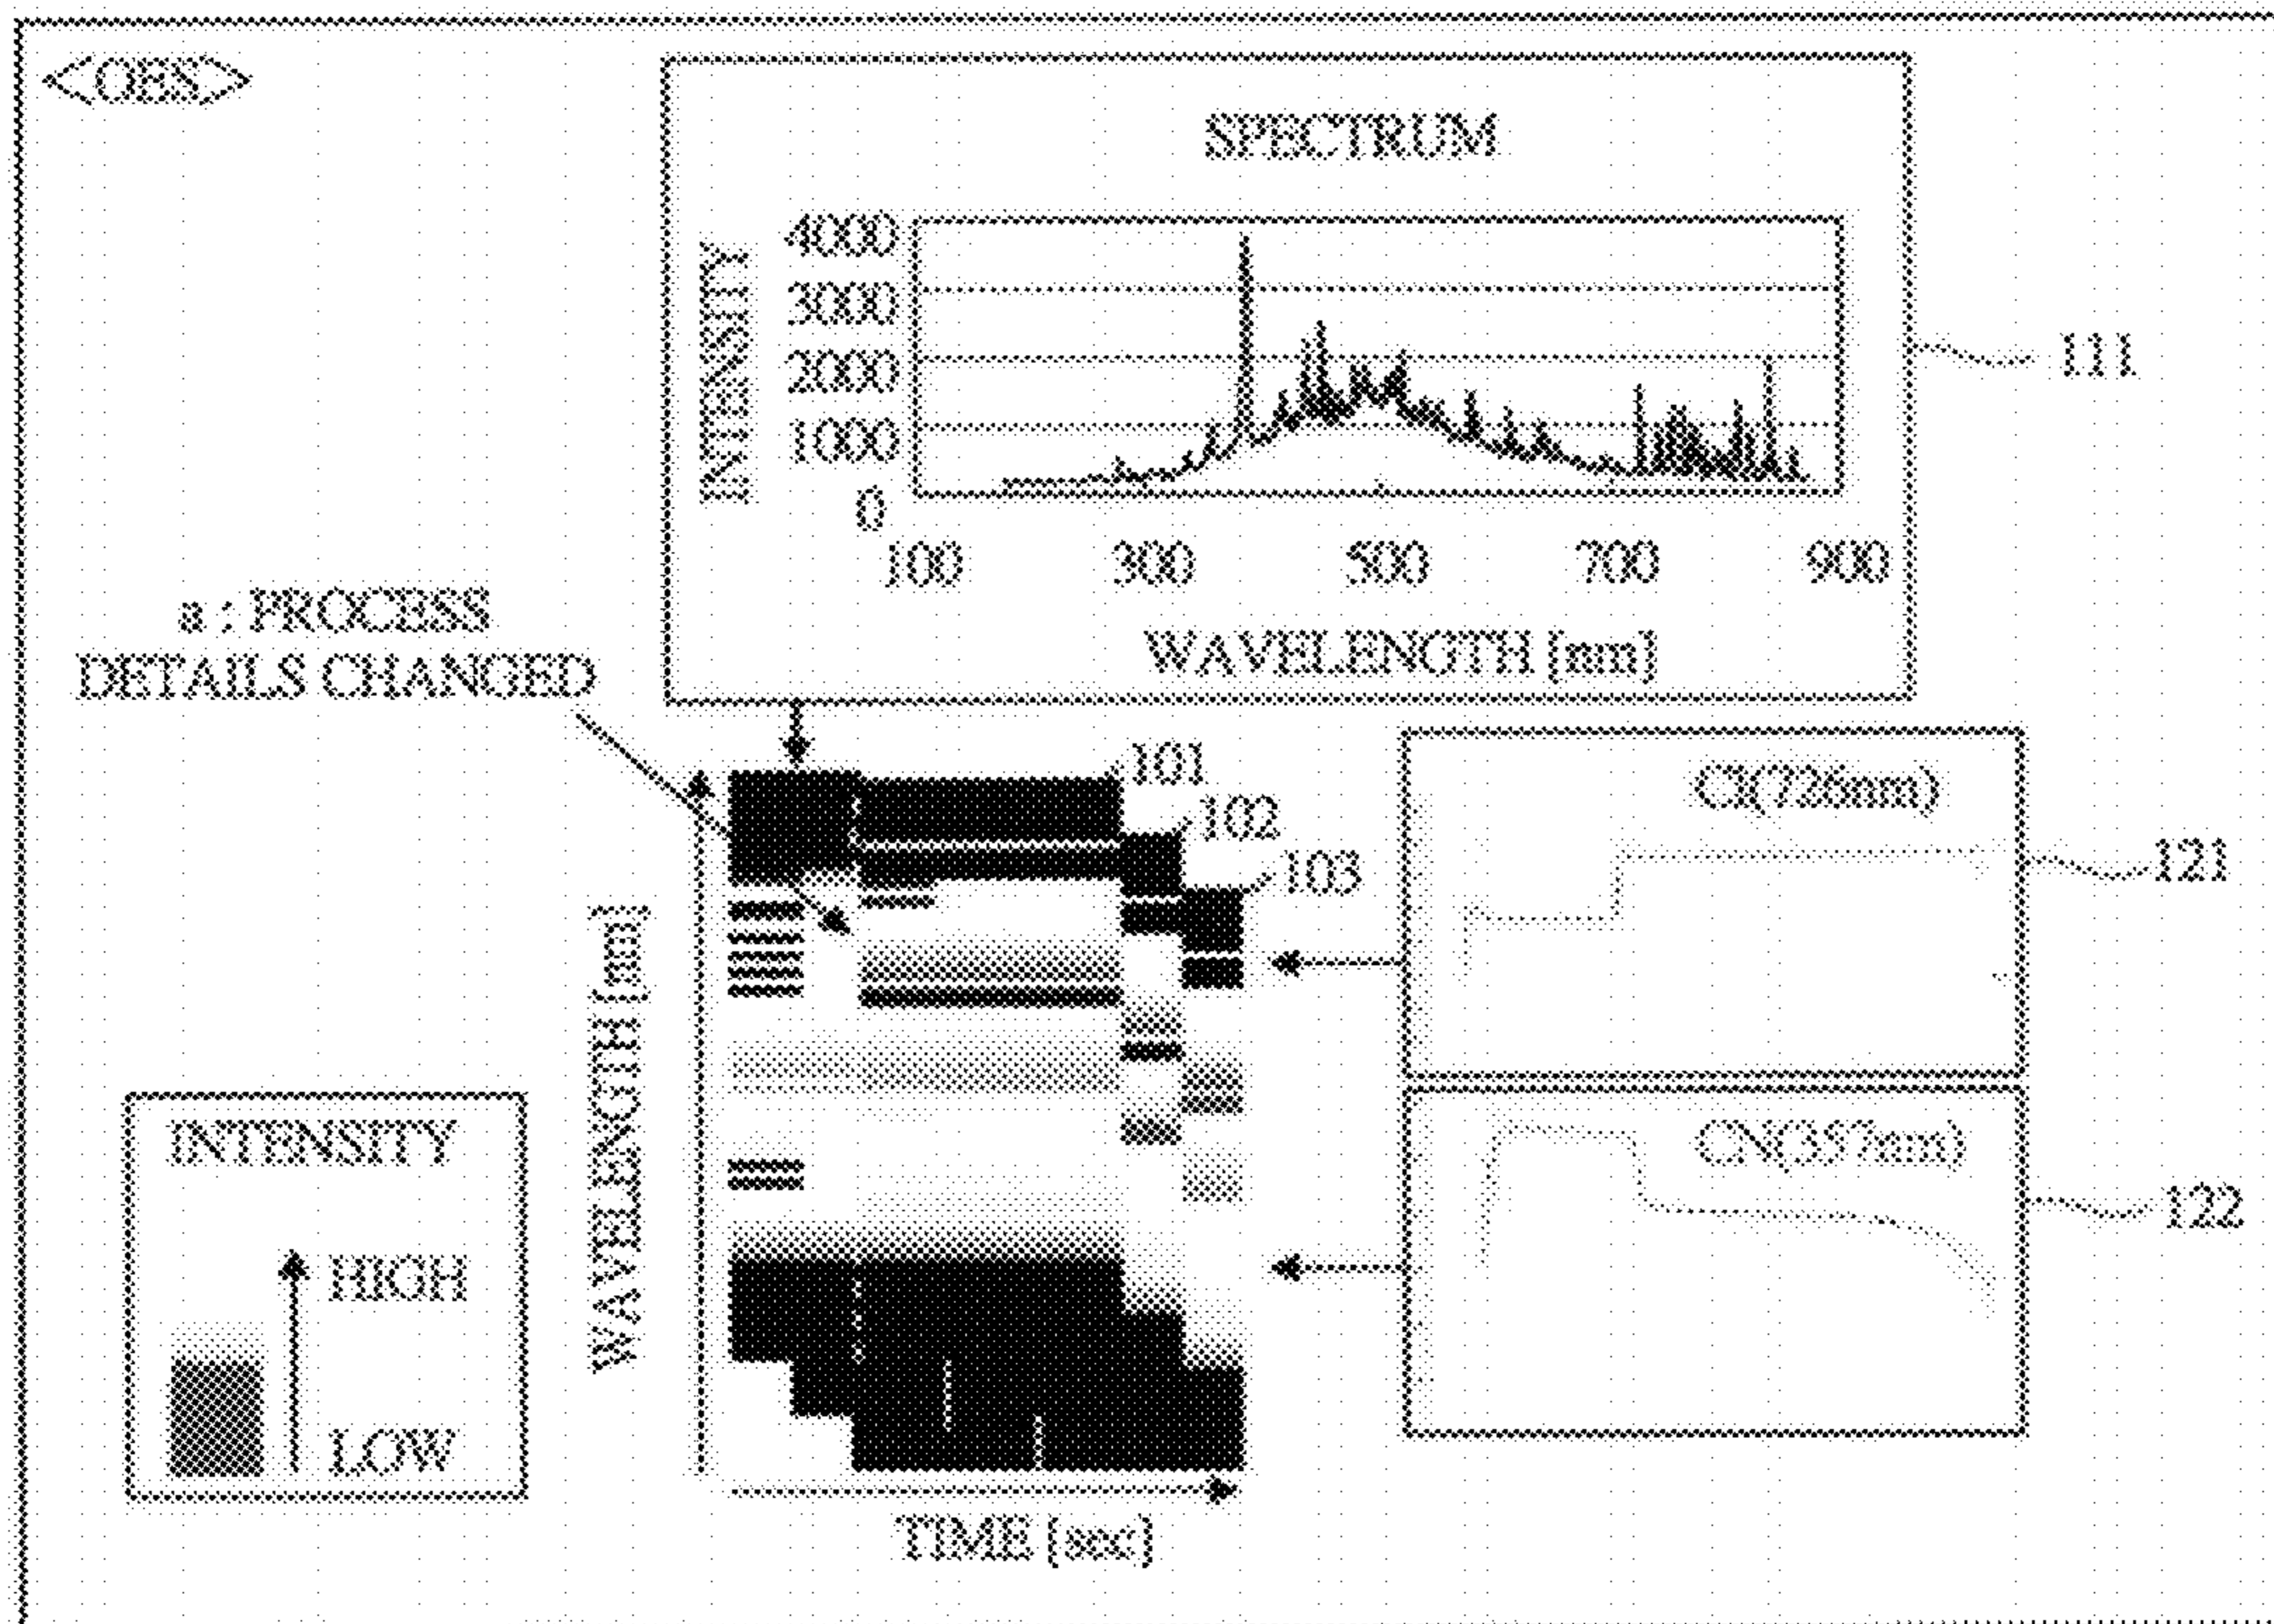 <OES>
SPECTRUM
INTENSITY
4000
3000
2000
1000
0
100 300 500 700 900
WAVELENGTH [nm]
111
a : PROCESS
DETAILS CHANGED
101
102
103
WAVELENGTH [nm]
TIME [sec]
Cl(726nm)
121
CN(357nm)
122
INTENSITY
HIGH
LOW